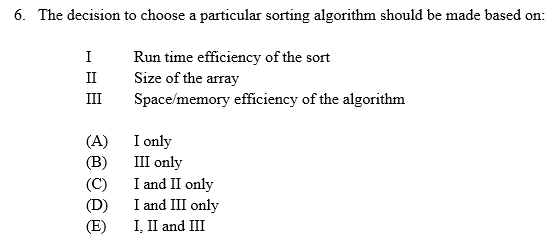 6. The decision to choose a particular sorting algorithm should be made based on:
I Run time efficiency of the sort
II Size of the array
III Space/memory efficiency of the algorithm
(A) I only
(B) III only
(C) I and II only
(D) I and III only
(E) I, II and III